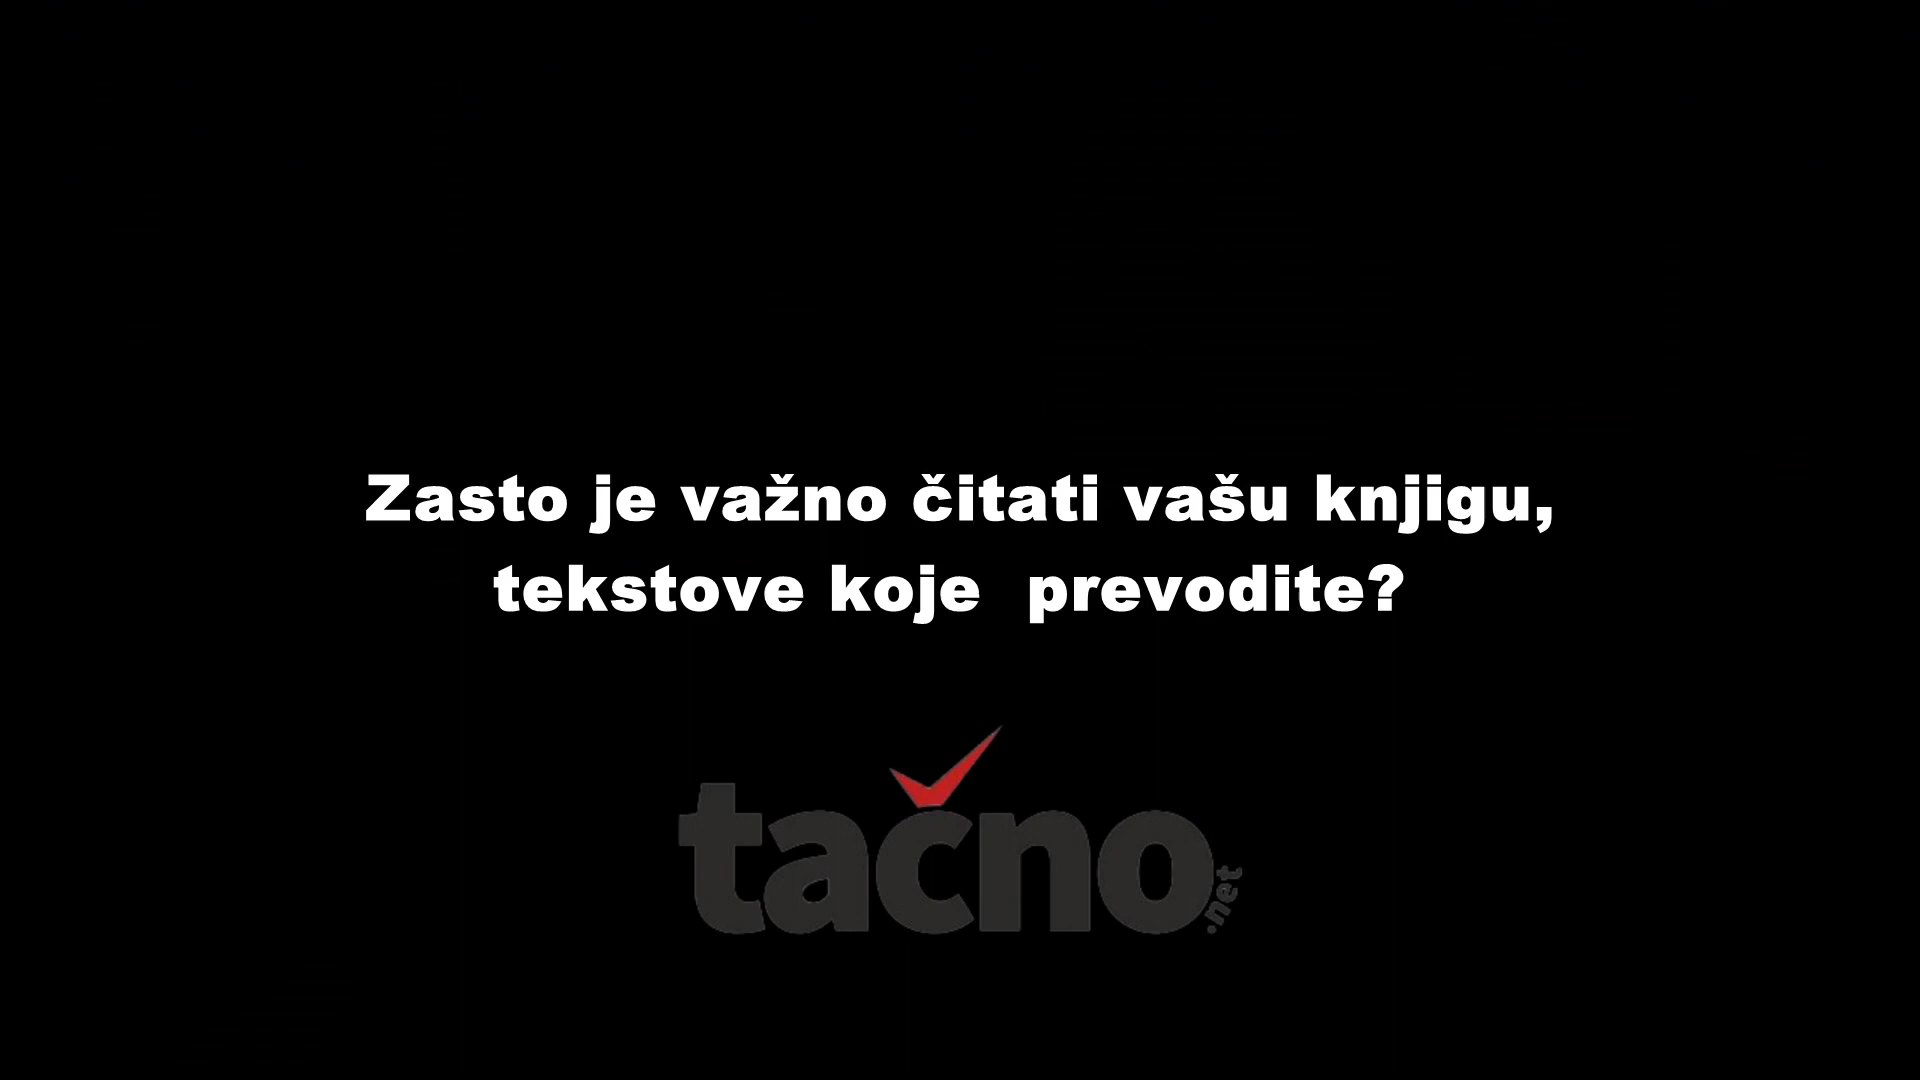 Zasto je važno čitati vašu knjigu,
tekstove koje  prevodite?
tačno
.net